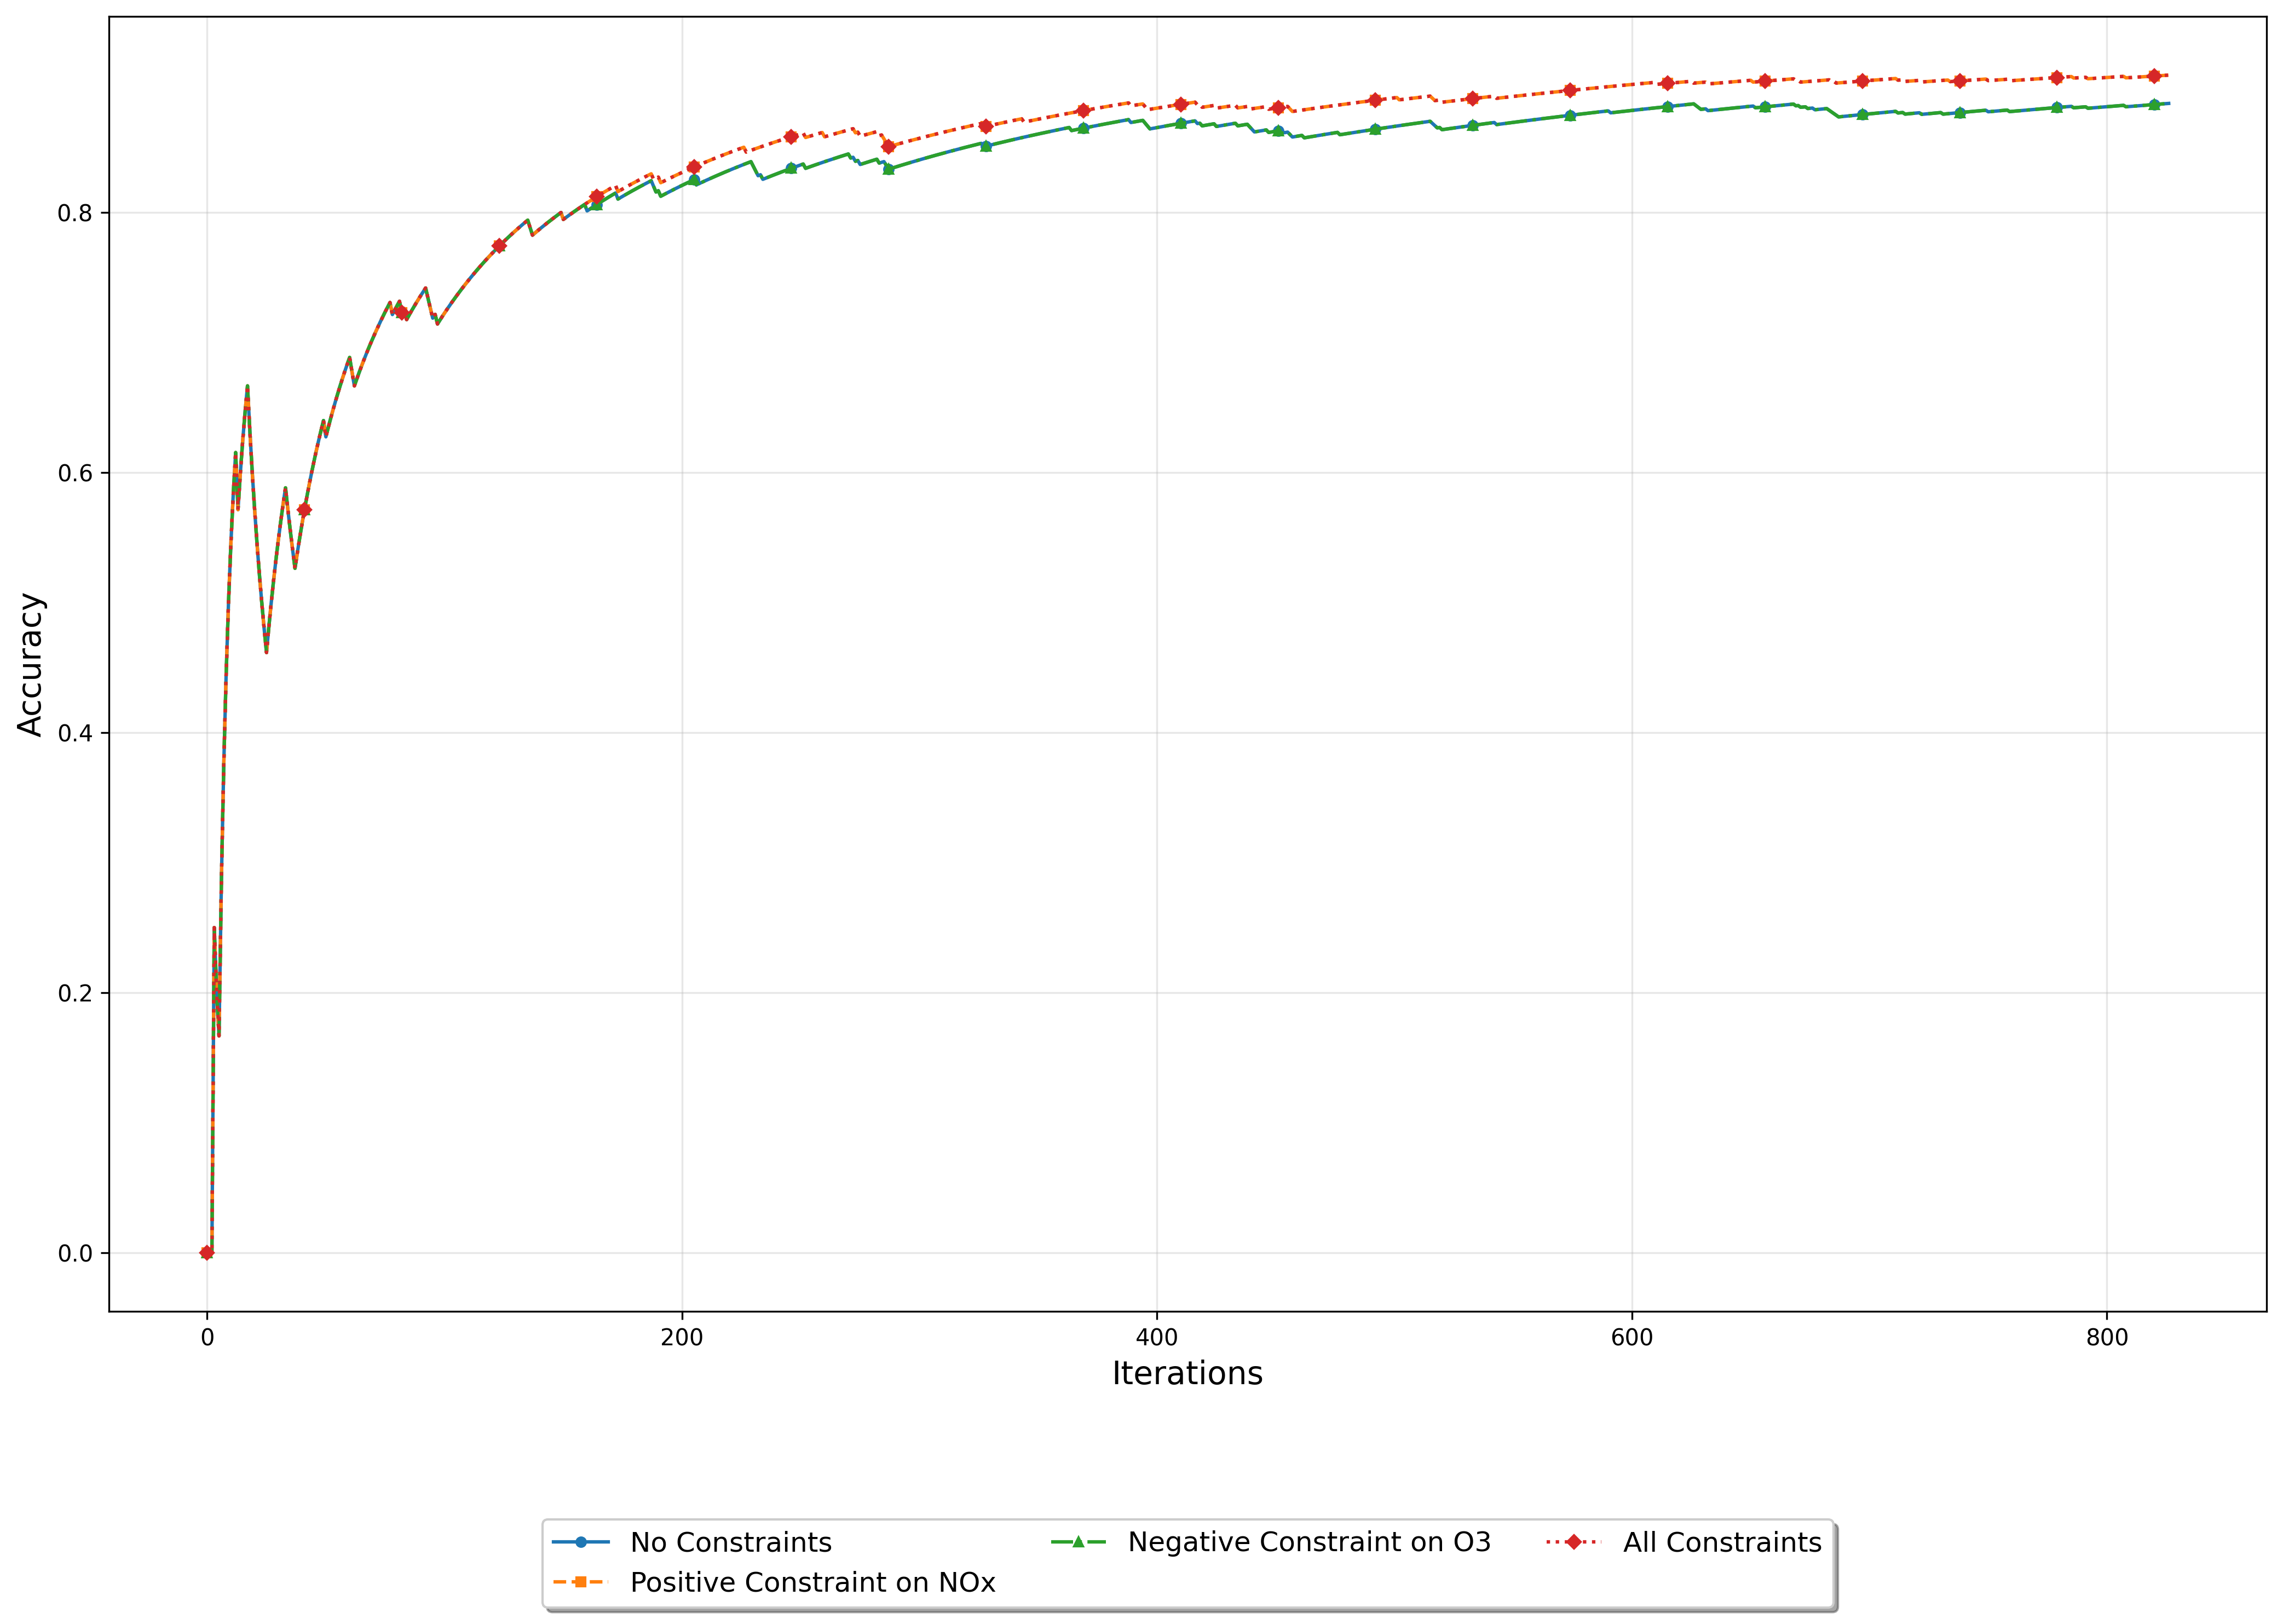 Accuracy
0.8
0.6
0.4
0.2
0.0
0 200 400 600 800
Iterations
No Constraints
Positive Constraint on NOx
Negative Constraint on O3
All Constraints